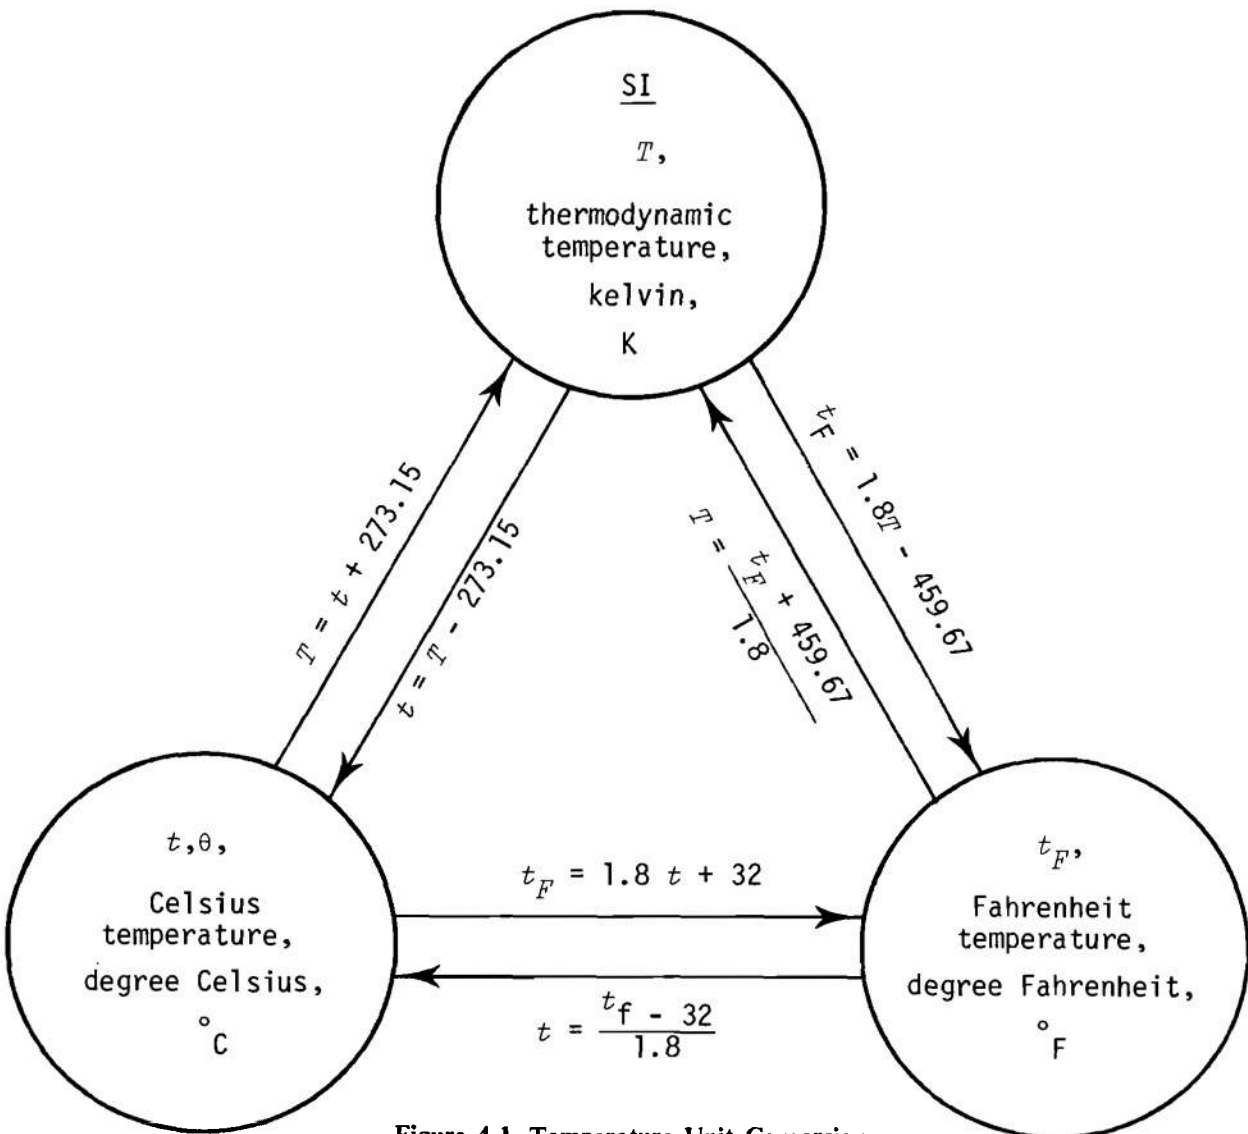 SI
T,
thermodynamic
temperature,
kelvin,
K
T = t + 273.15
t = T - 273.15
T = t_F + 459.67 / 1.8
t_F = 1.8T - 459.67
t,θ,
Celsius
temperature,
degree Celsius,
°C
t_F = 1.8 t + 32
t = t_f - 32 / 1.8
t_F,
Fahrenheit
temperature,
degree Fahrenheit,
°F
Figure 4-1. Temperature Unit Conversion